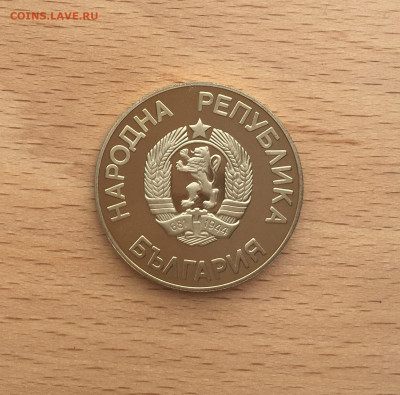 COINS.LAVE.RU
НАРОДНА РЕПУБЛИКА
681 1944
БЪЛГАРИЯ